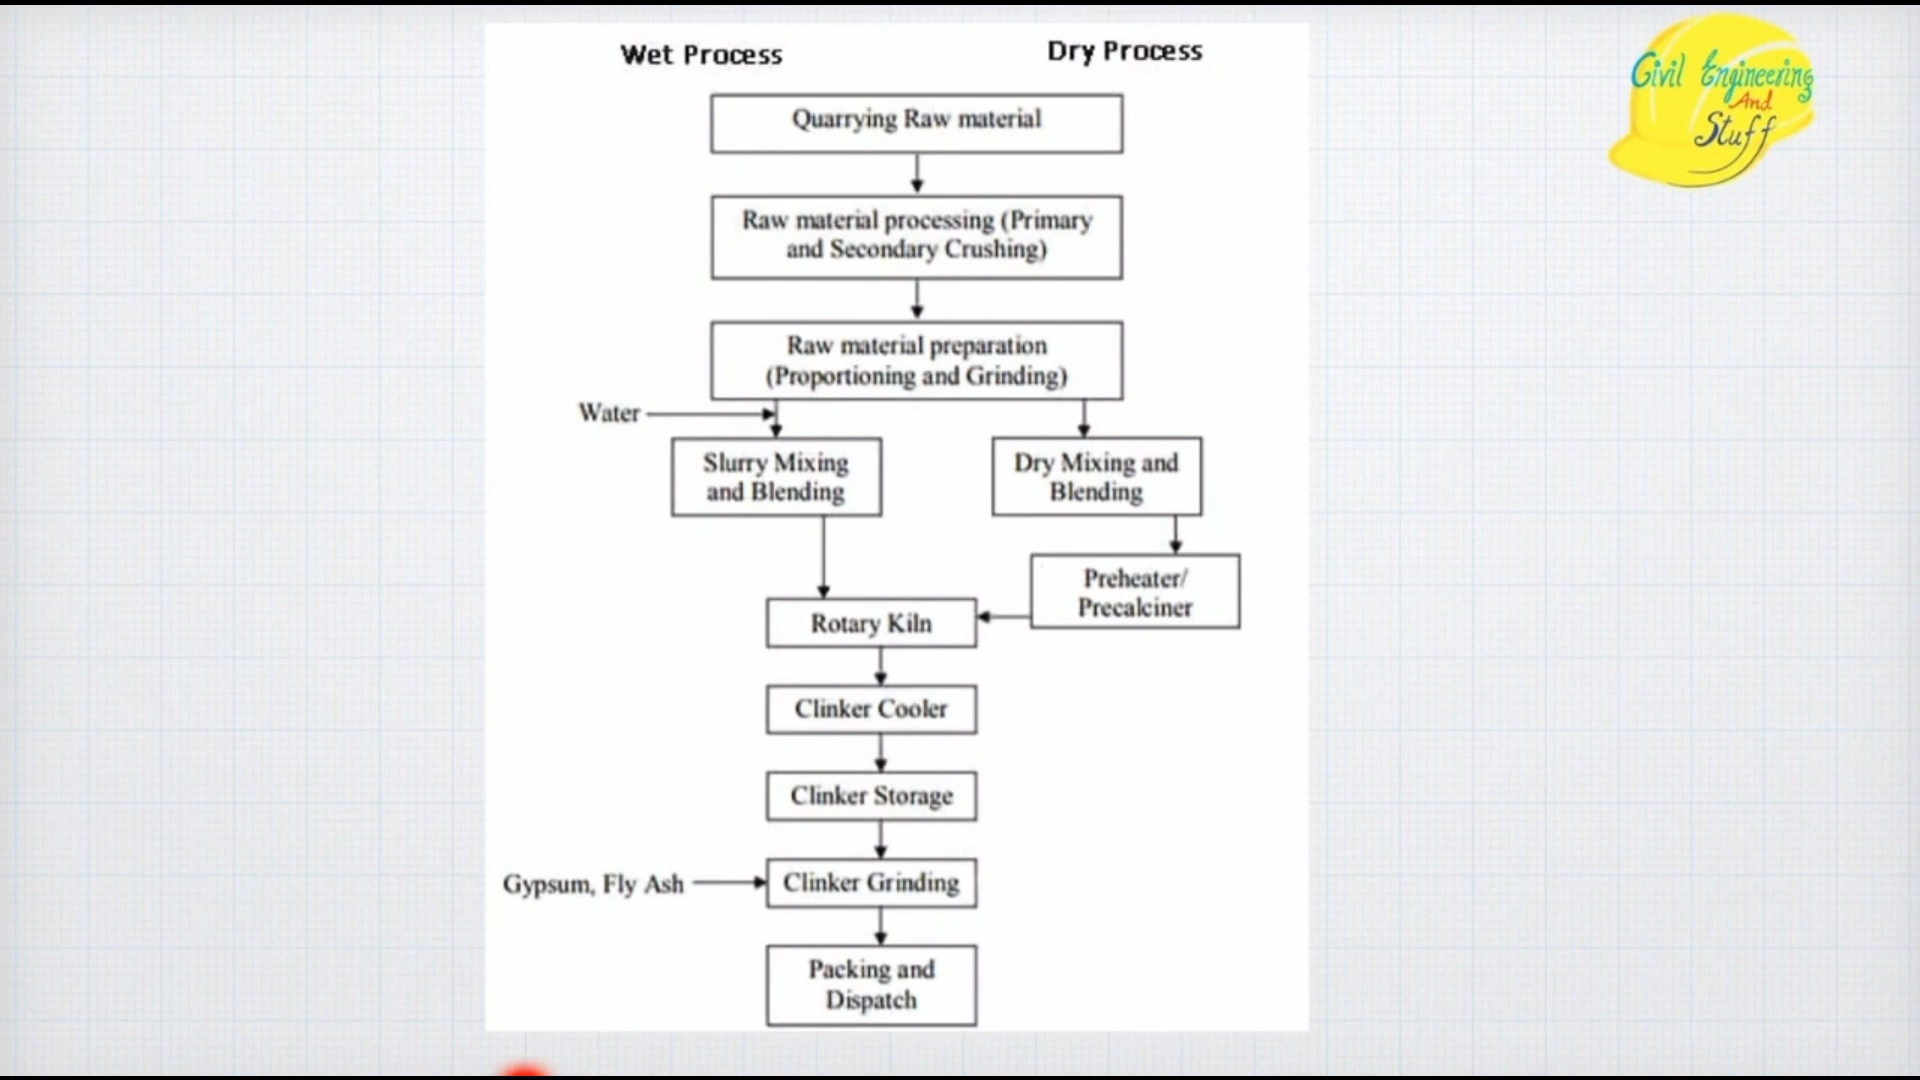 Wet Process
Dry Process
Quarrying Raw material
Raw material processing (Primary
and Secondary Crushing)
Raw material preparation
(Proportioning and Grinding)
Water
Slurry Mixing
and Blending
Dry Mixing and
Blending
Preheater/
Precalciner
Rotary Kiln
Clinker Cooler
Clinker Storage
Gypsum, Fly Ash
Clinker Grinding
Packing and
Dispatch
Civil Engineering
And
Stuff